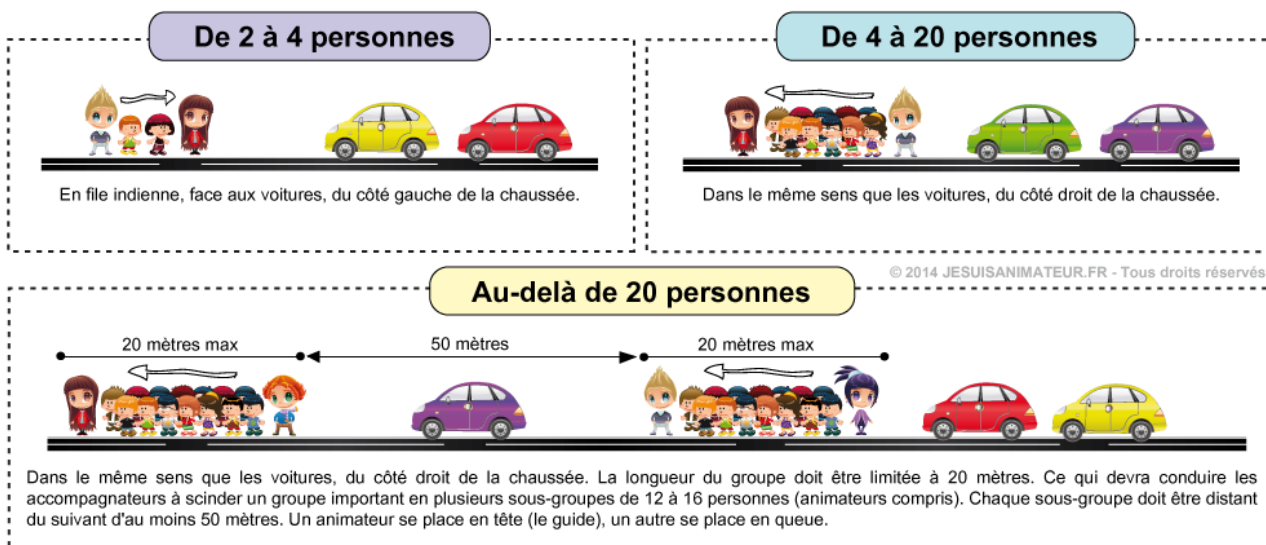 De 2 à 4 personnes
En file indienne, face aux voitures, du côté gauche de la chaussée.
De 4 à 20 personnes
Dans le même sens que les voitures, du côté droit de la chaussée.
© 2014 JESUISANIMATEUR.FR - Tous droits réservés
Au-delà de 20 personnes
20 mètres max
50 mètres
20 mètres max
Dans le même sens que les voitures, du côté droit de la chaussée. La longueur du groupe doit être limitée à 20 mètres. Ce qui devra conduire les
accompagnateurs à scinder un groupe important en plusieurs sous-groupes de 12 à 16 personnes (animateurs compris). Chaque sous-groupe doit être distant
du suivant d'au moins 50 mètres. Un animateur se place en tête (le guide), un autre se place en queue.